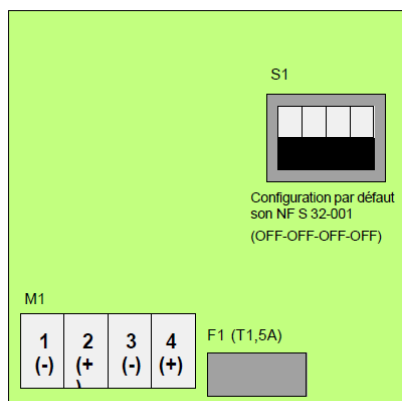 S1
Configuration par défaut
son NF S 32-001
(OFF-OFF-OFF-OFF)
M1
1 2 3 4
(-) (+) (-) (+)
F1 (T1,5A)